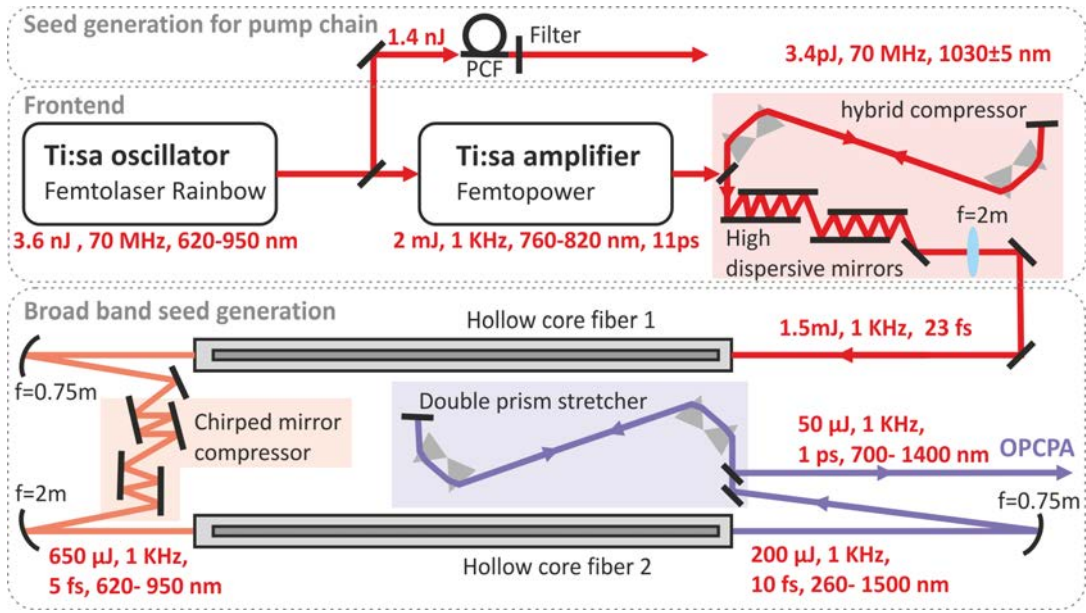 Seed generation for pump chain
1.4 nJ
Filter
PCF
3.4pJ, 70 MHz, 1030±5 nm
Frontend
Ti:sa oscillator
Femtolaser Rainbow
3.6 nJ , 70 MHz, 620-950 nm
Ti:sa amplifier
Femtopower
2 mJ, 1 KHz, 760-820 nm, 11ps
hybrid compressor
f=2m
High
dispersive mirrors
Broad band seed generation
Hollow core fiber 1
1.5mJ, 1 KHz, 23 fs
f=0.75m
Chirped mirror
compressor
Double prism stretcher
50 µJ, 1 KHz,
1 ps, 700- 1400 nm
OPCPA
f=2m
f=0.75m
650 µJ, 1 KHz,
5 fs, 620- 950 nm
Hollow core fiber 2
200 µJ, 1 KHz,
10 fs, 260- 1500 nm